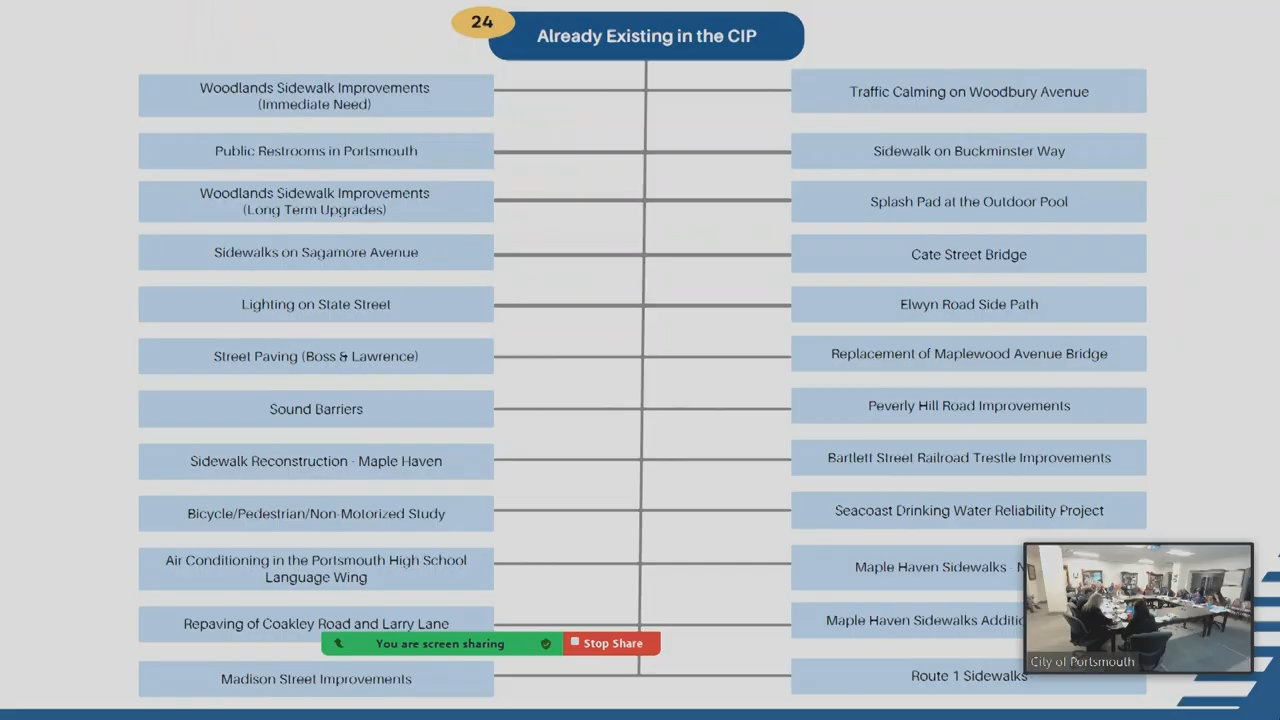 24
Already Existing in the CIP
Woodlands Sidewalk Improvements
(Immediate Need)
Public Restrooms in Portsmouth
Woodlands Sidewalk Improvements
(Long Term Upgrades)
Sidewalks on Sagamore Avenue
Lighting on State Street
Street Paving (Boss & Lawrence)
Sound Barriers
Sidewalk Reconstruction - Maple Haven
Bicycle/Pedestrian/Non-Motorized Study
Air Conditioning in the Portsmouth High School
Language Wing
Repaving of Coakley Road and Larry Lane
Madison Street Improvements
Traffic Calming on Woodbury Avenue
Sidewalk on Buckminster Way
Splash Pad at the Outdoor Pool
Cate Street Bridge
Elwyn Road Side Path
Replacement of Maplewood Avenue Bridge
Peverly Hill Road Improvements
Bartlett Street Railroad Trestle Improvements
Seacoast Drinking Water Reliability Project
Maple Haven Sidewalks -
Maple Haven Sidewalks
Route 1 Sidewalks
You are screen sharing
Stop Share
City of Portsmouth